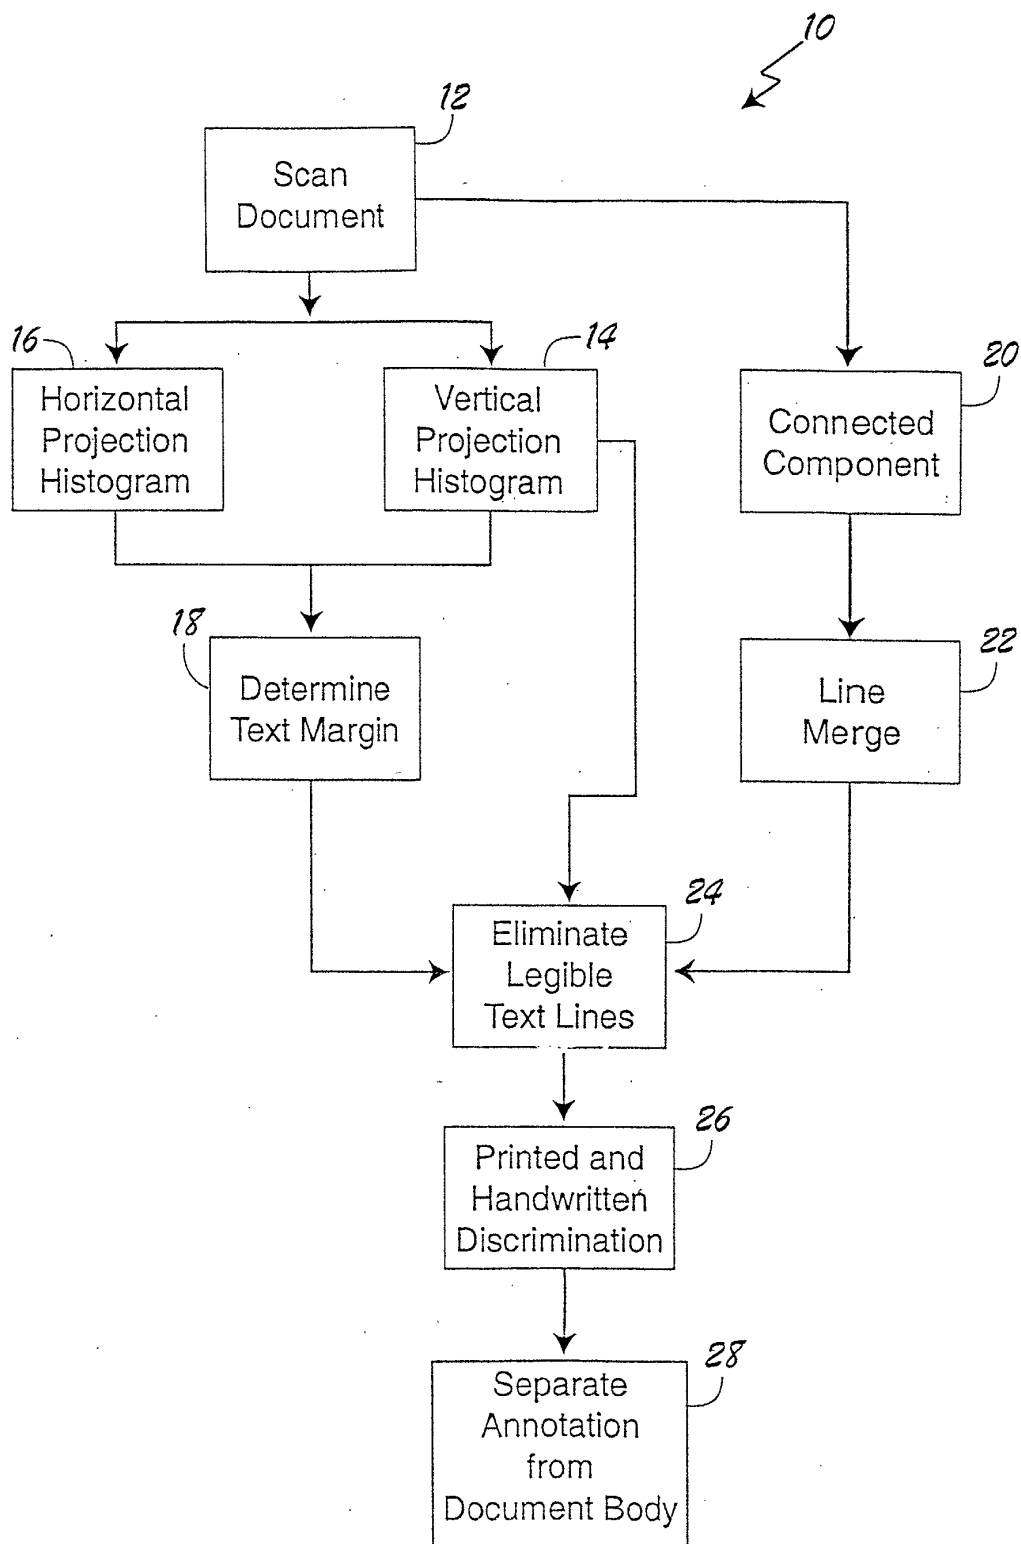 10
12
Scan
Document
16
Horizontal
Projection
Histogram
14
Vertical
Projection
Histogram
20
Connected
Component
18
Determine
Text Margin
22
Line
Merge
24
Eliminate
Legible
Text Lines
26
Printed and
Handwritten
Discrimination
28
Separate
Annotation
from
Document Body